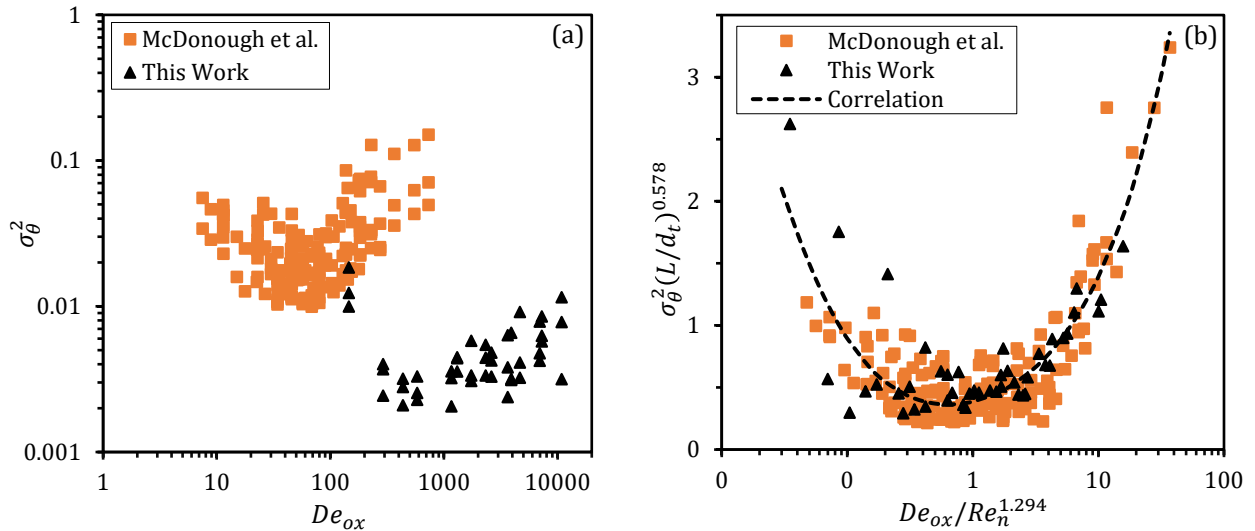 1
0.1
0.01
0.001
1
10
100
1000
10000
σ_θ^2
De_ox
McDonough et al.
This Work
(a)
3
2
1
0
0
1
10
100
σ_θ^2(L/d_t)^0.578
De_ox/Re_n^1.294
McDonough et al.
This Work
Correlation
(b)